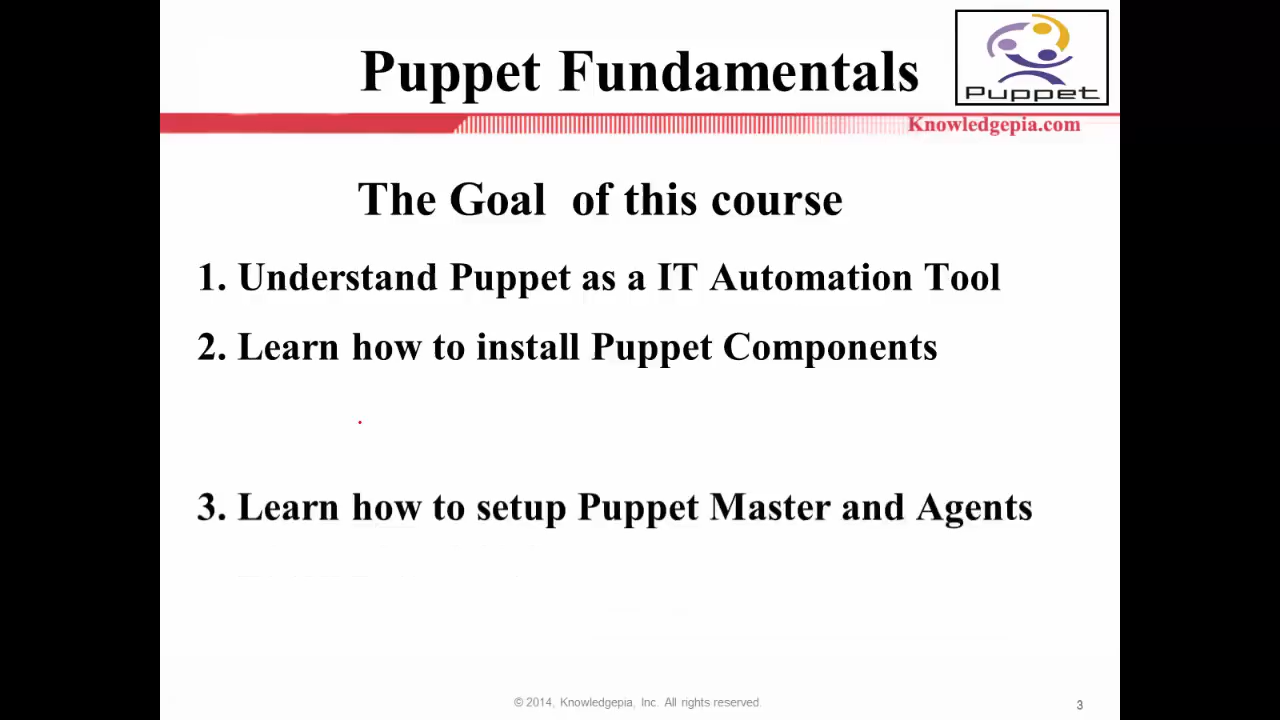 Puppet Fundamentals
Puppet
Knowledgepia.com
The Goal  of this course
1. Understand Puppet as a IT Automation Tool
2. Learn how to install Puppet Components
3. Learn how to setup Puppet Master and Agents
© 2014, Knowledgepia, Inc. All rights reserved.
3